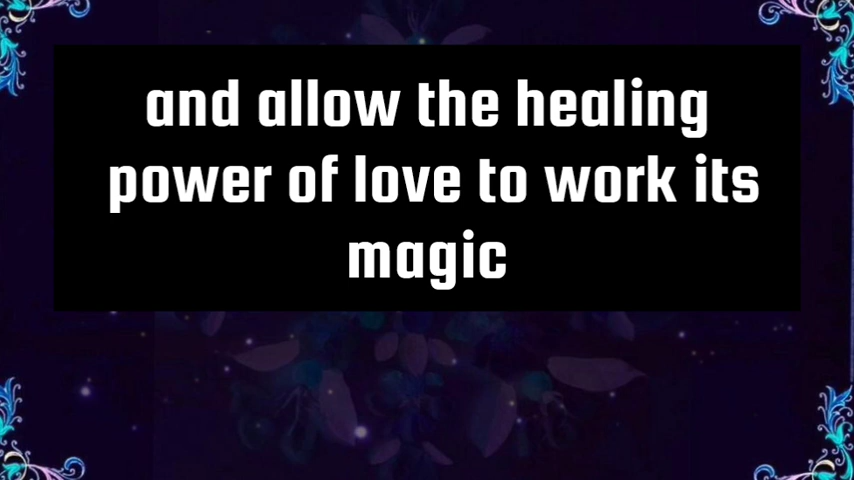 and allow the healing
power of love to work its
magic